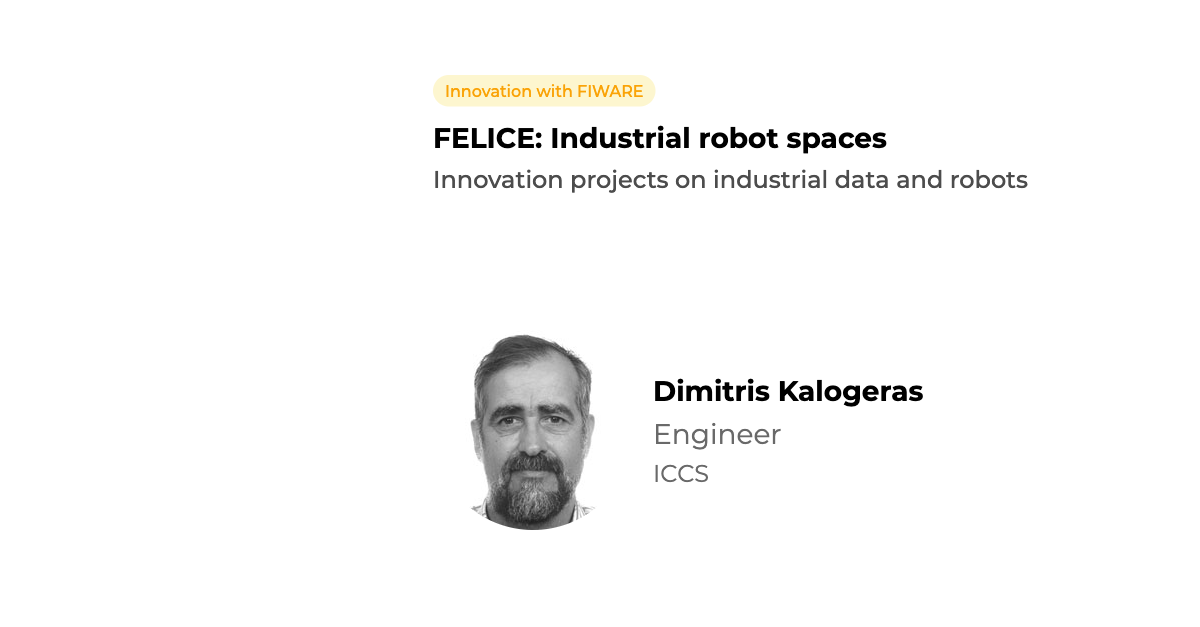 Innovation with FIWARE
FELICE: Industrial robot spaces
Innovation projects on industrial data and robots
Dimitris Kalogeras
Engineer
ICCS